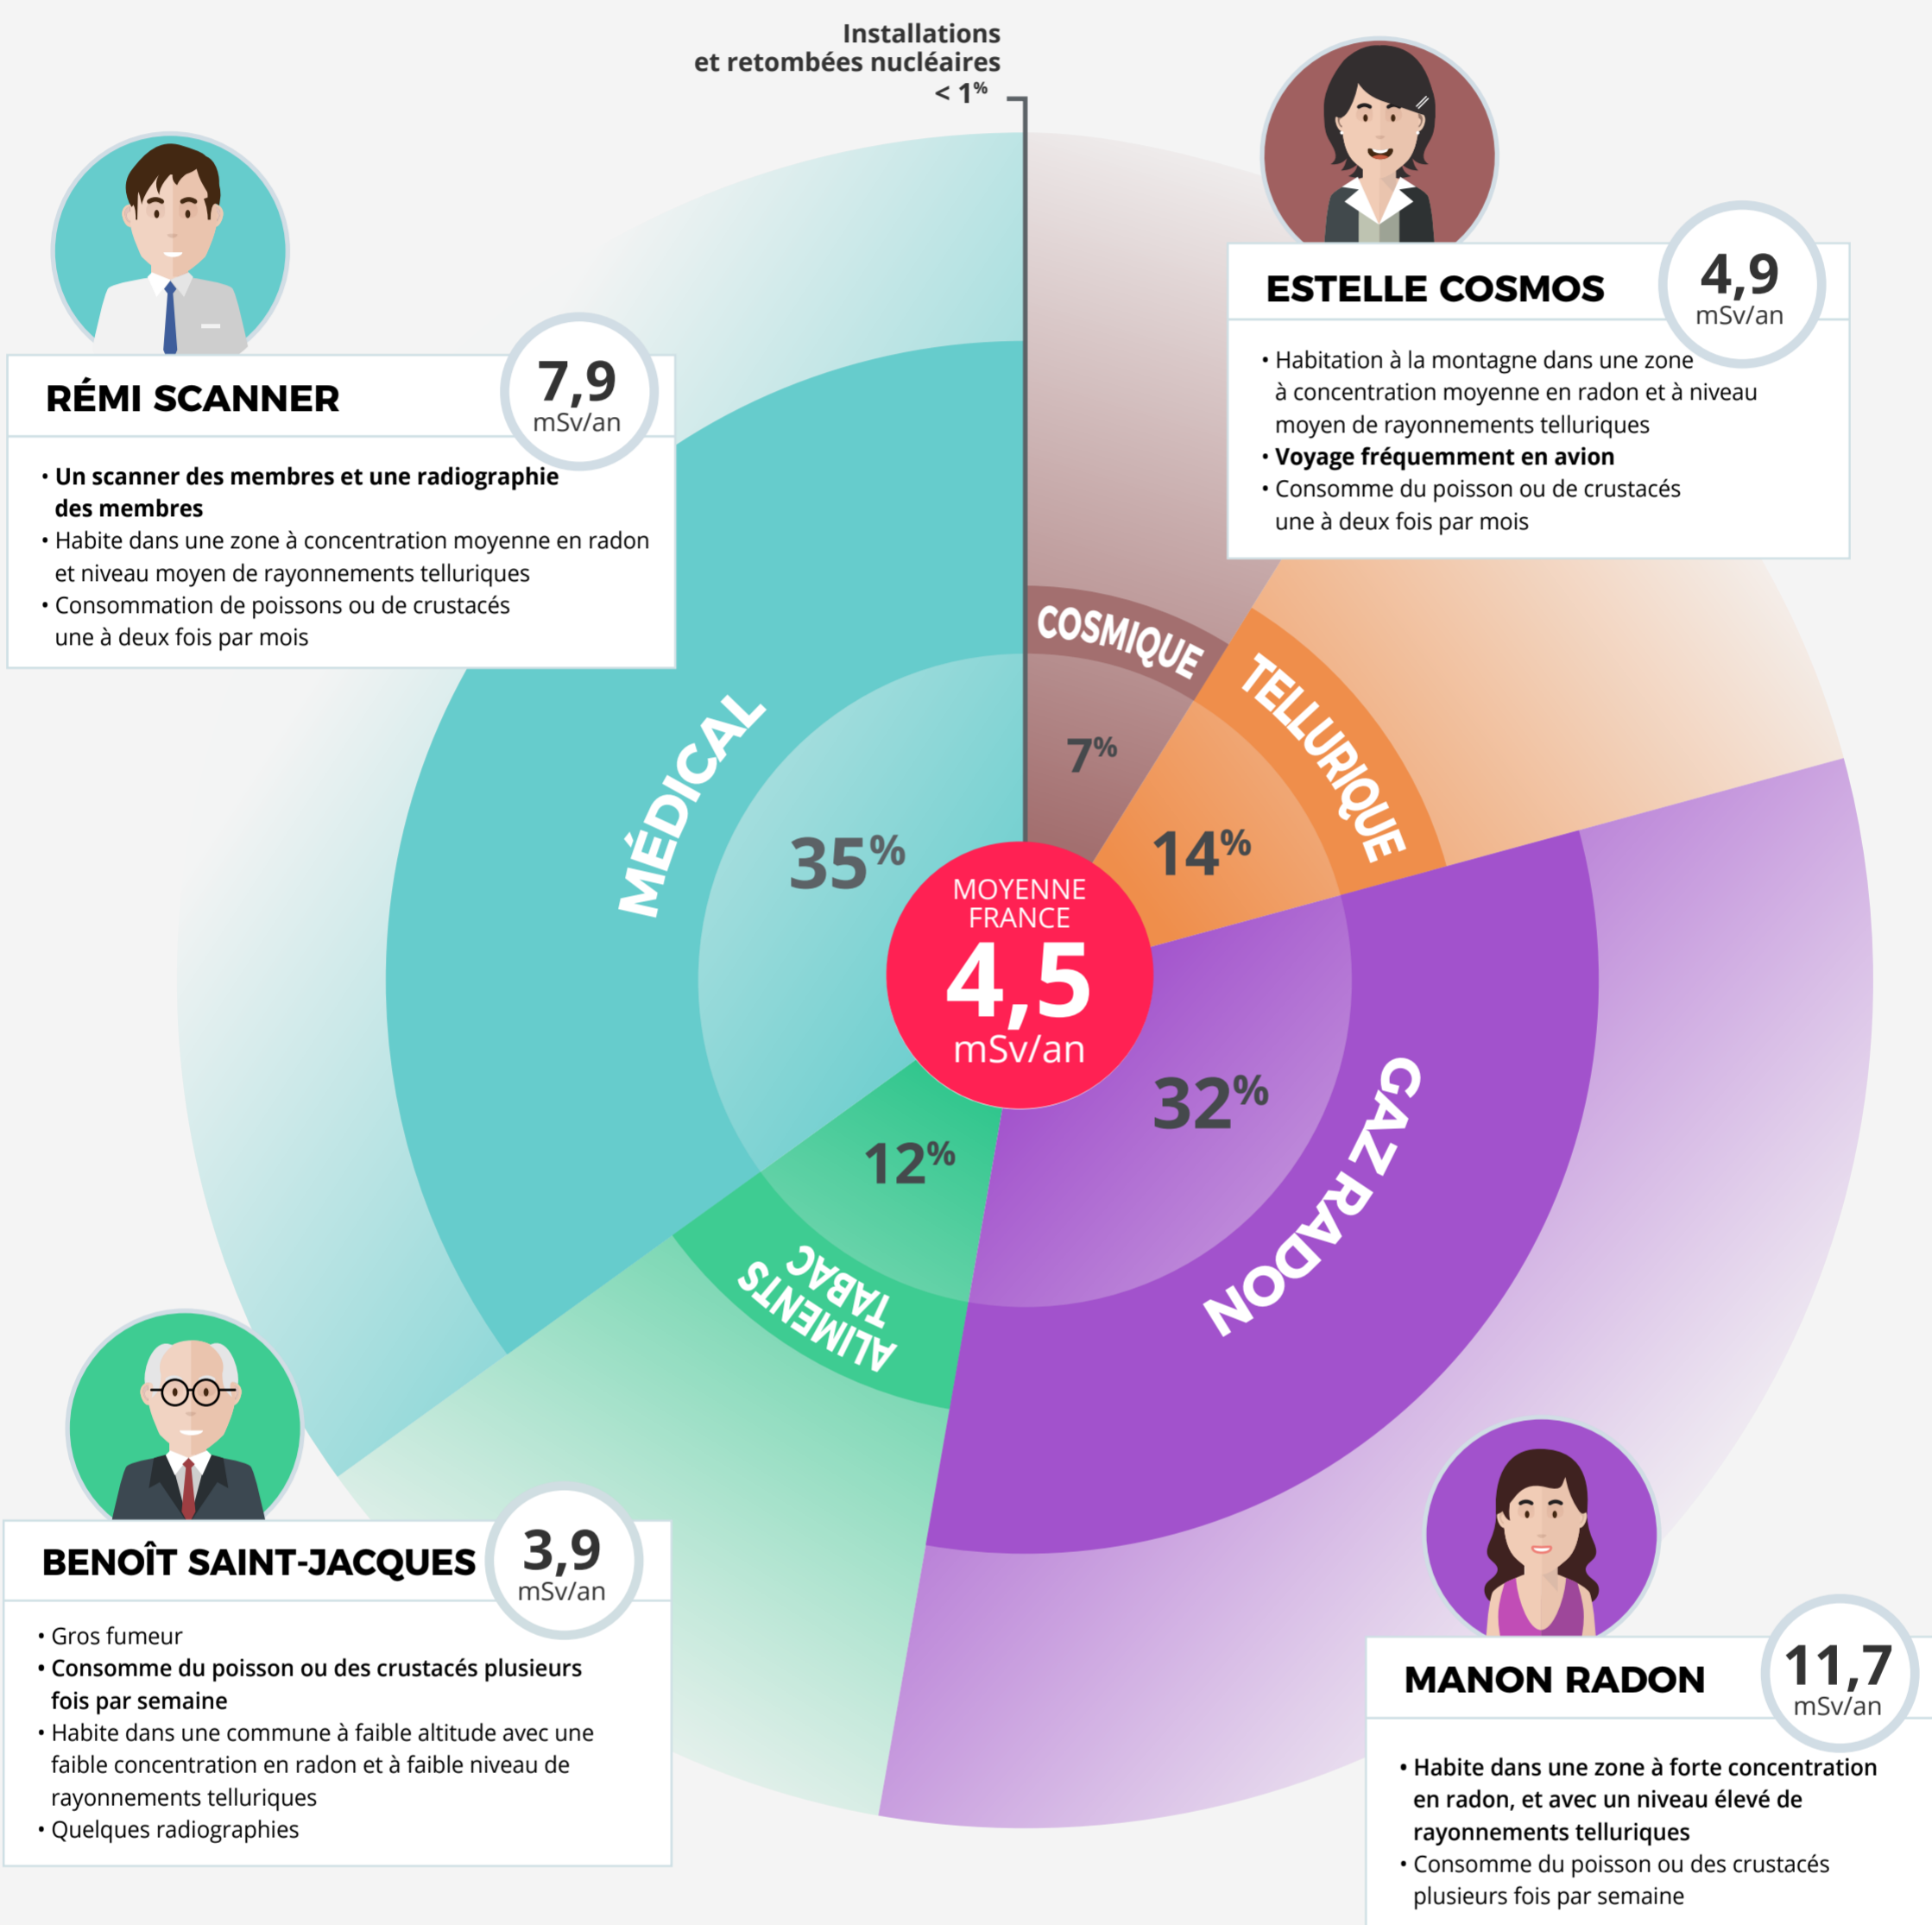 Installations
et retombées nucléaires
< 1%
RÉMI SCANNER
7,9
mSv/an
• Un scanner des membres et une radiographie
des membres
• Habite dans une zone à concentration moyenne en radon
et niveau moyen de rayonnements telluriques
• Consommation de poissons ou de crustacés
une à deux fois par mois
ESTELLE COSMOS
4,9
mSv/an
• Habitation à la montagne dans une zone
à concentration moyenne en radon et à niveau
moyen de rayonnements telluriques
• Voyage fréquemment en avion
• Consomme du poisson ou de crustacés
une à deux fois par mois
COSMIQUE
7%
TELLURIQUE
14%
MÉDICAL
35%
MOYENNE
FRANCE
4,5
mSv/an
GAZ RADON
32%
12%
ALIMENTS
TABAC
BENOÎT SAINT-JACQUES
3,9
mSv/an
• Gros fumeur
• Consomme du poisson ou des crustacés plusieurs
fois par semaine
• Habite dans une commune à faible altitude avec une
faible concentration en radon et à faible niveau de
rayonnements telluriques
• Quelques radiographies
MANON RADON
11,7
mSv/an
• Habite dans une zone à forte concentration
en radon, et avec un niveau élevé de
rayonnements telluriques
• Consomme du poisson ou des crustacés
plusieurs fois par semaine